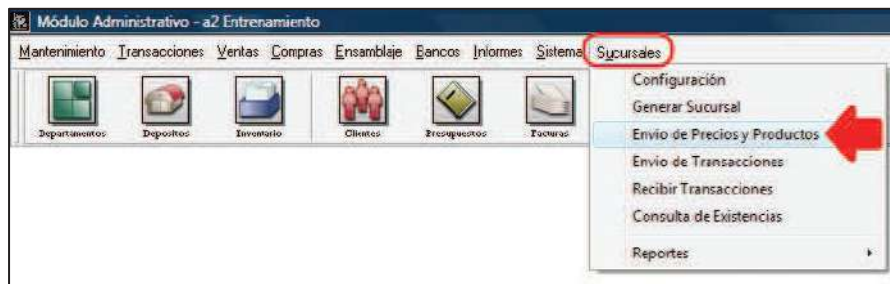 Módulo Administrativo - a2 Entrenamiento
Mantenimiento Transacciones Ventas Compras Ensamblaje Bancos Informes Sistema Sucursales
Departamentos Depositos Inventario Clientes Presupuestos Facturas
Configuración
Generar Sucursal
Envio de Precios y Productos
Envio de Transacciones
Recibir Transacciones
Consulta de Existencias
Reportes